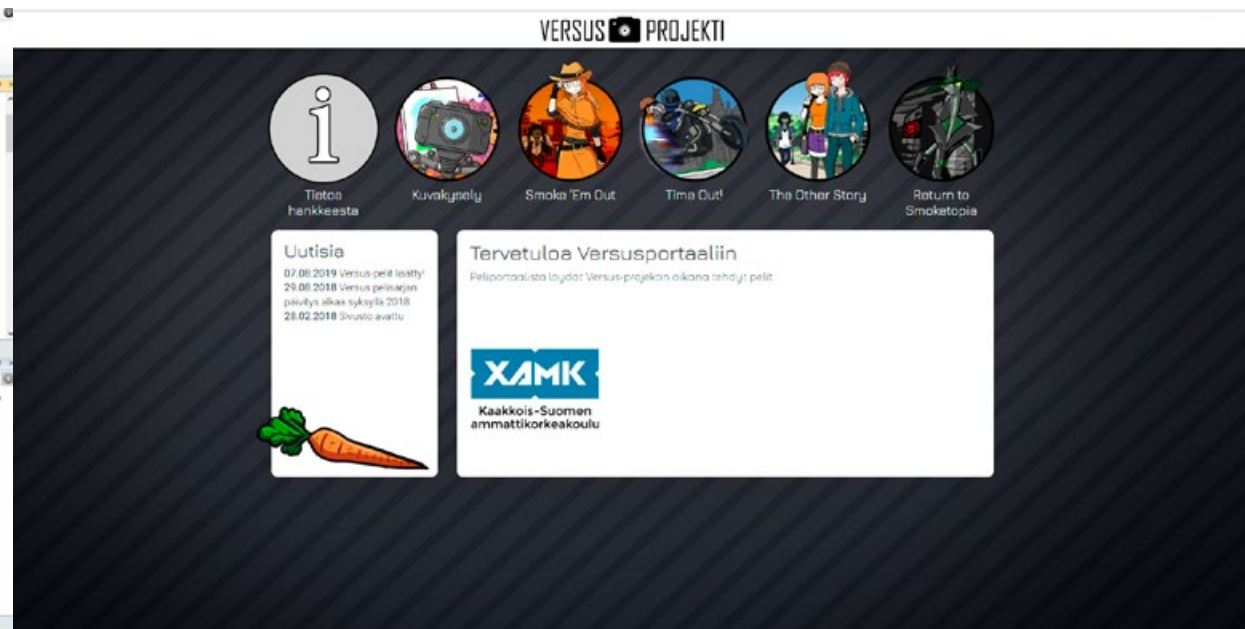 VERSUS PROJEKTI
i
Tietoa
hankkeesta
Kuvakysely
Smoke 'Em Out
Time Out!
The Other Story
Return to
Smoketopia
Uutisia
07.08.2019 Versus-pelit lisätty!
29.08.2018 Versus pelisarjan
päivitys alkaa syksyllä 2018
28.02.2018 Sivusto avattu
Tervetuloa Versusportaaliin
Peliportaalista löydät Versus-projektin aikana tehdyt pelit
XAMK
Kaakkois-Suomen
ammattikorkeakoulu